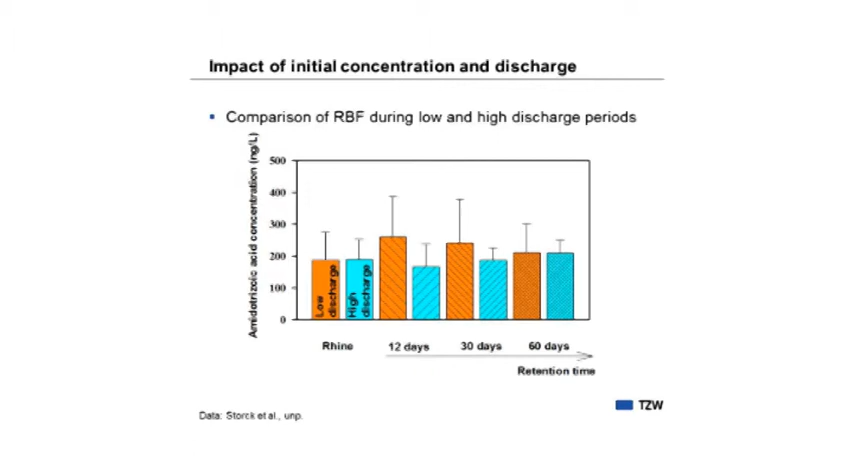 Impact of initial concentration and discharge
Comparison of RBF during low and high discharge periods
Amidotrizoic acid concentration (ng/L)
500
400
300
200
100
0
Low
discharge
High
discharge
Rhine
12 days
30 days
60 days
Retention time
TZW
Data: Storck et al., unp.